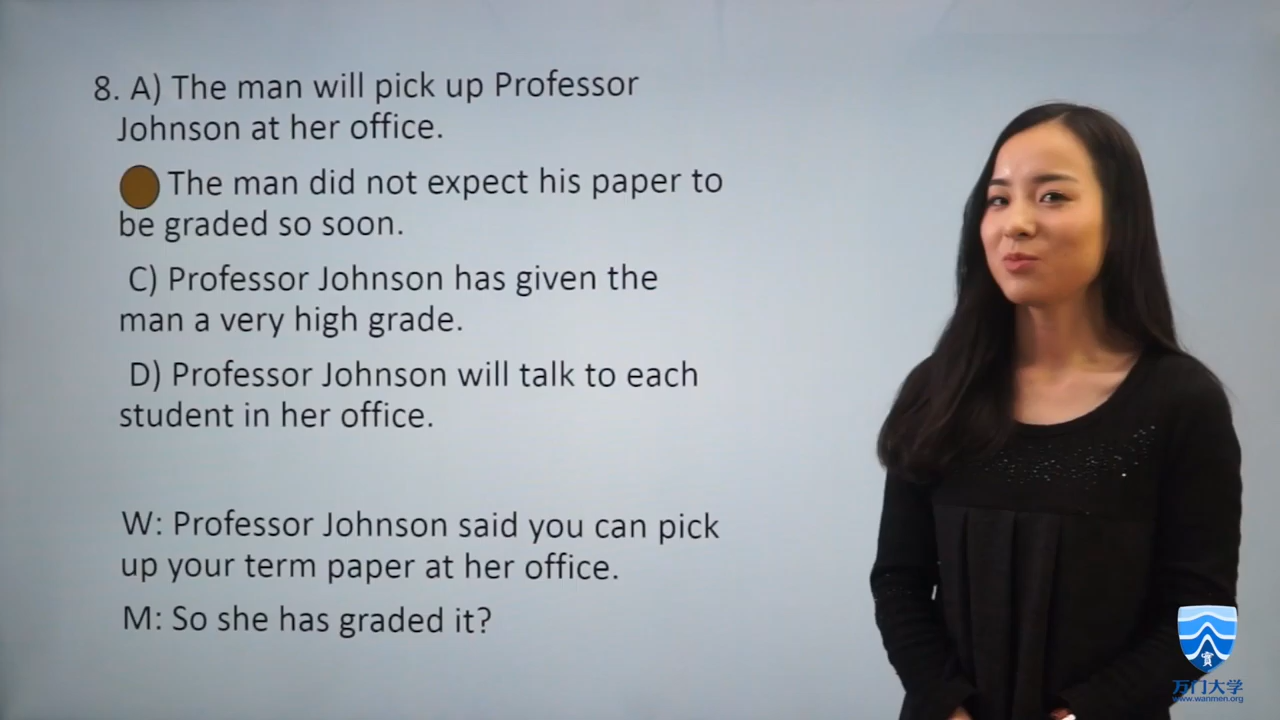 8. A) The man will pick up Professor
Johnson at her office.
The man did not expect his paper to
be graded so soon.
C) Professor Johnson has given the
man a very high grade.
D) Professor Johnson will talk to each
student in her office.
W: Professor Johnson said you can pick
up your term paper at her office.
M: So she has graded it?
万门大学
www.wanmen.org